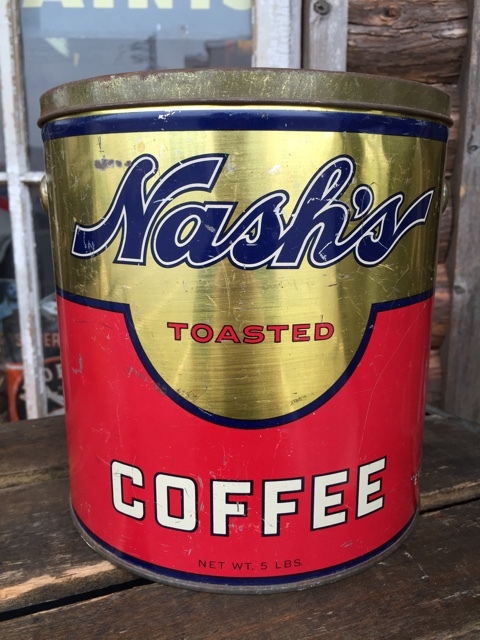 Nash's
TOASTED
COFFEE
NET WT. 5 LBS.